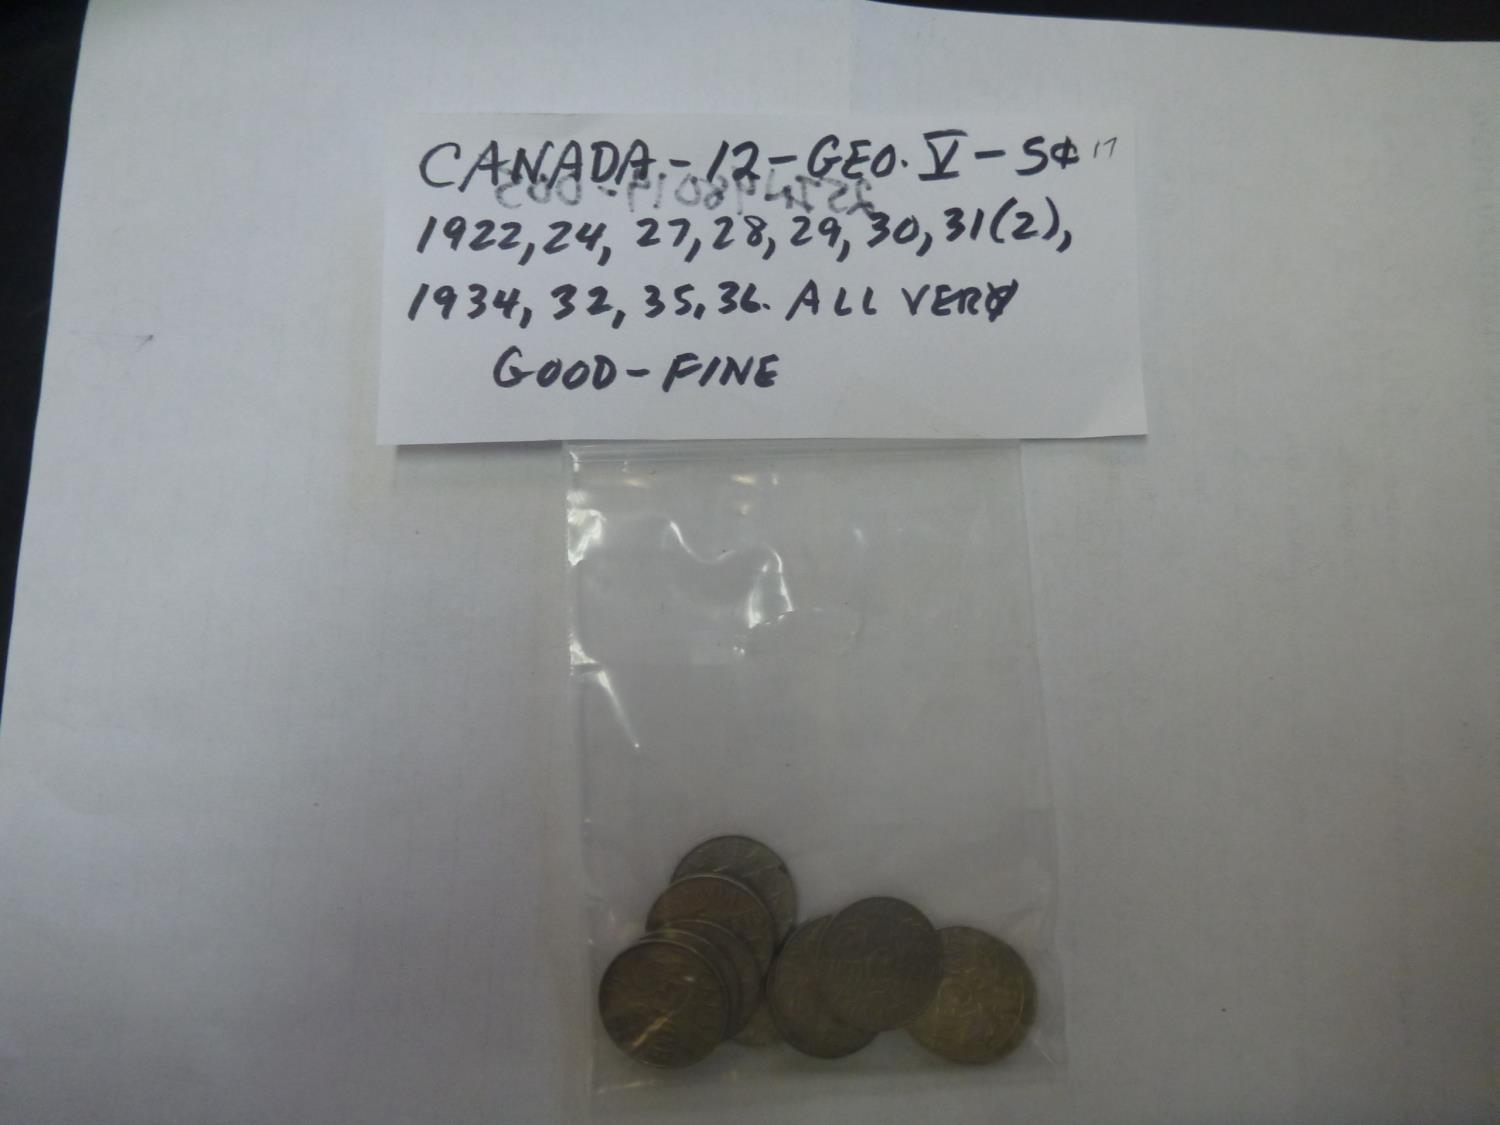 CANADA.-12-GEO. V-5¢ 17
1922,24, 27,28,29,30,31(2),
1934, 32, 35,36. ALL VERY
GOOD-FINE